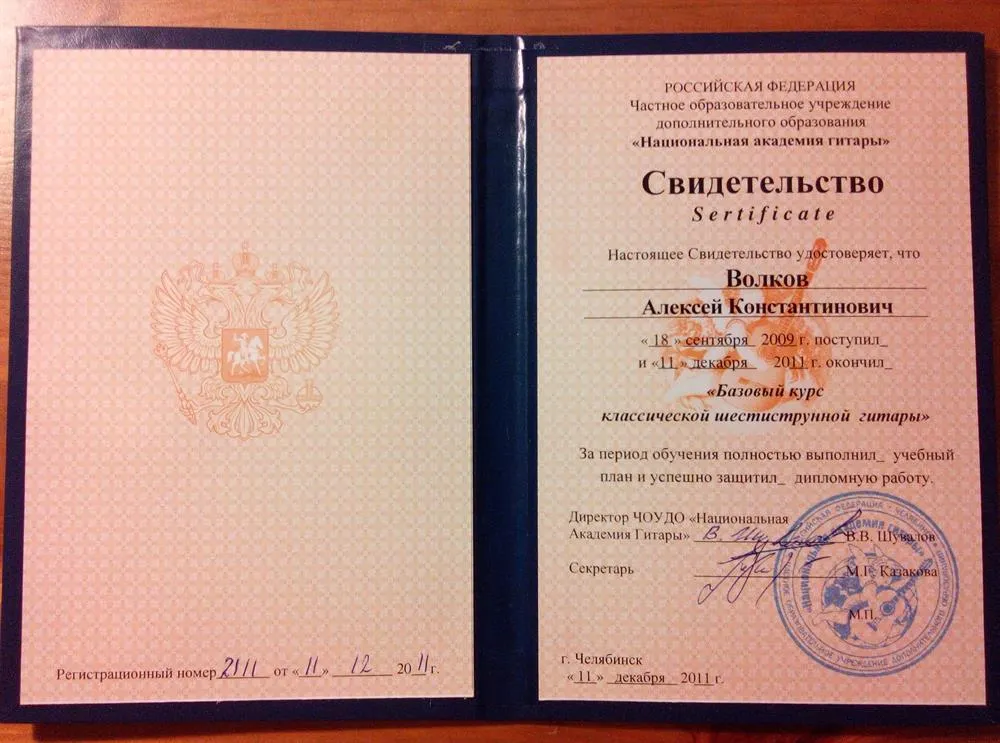 Регистрационный номер 2111 от «11» 12 2011г.
РОССИЙСКАЯ ФЕДЕРАЦИЯ
Частное образовательное учреждение
дополнительного образования
«Национальная академия гитары»
Свидетельство
Sertificate
Настоящее Свидетельство удостоверяет, что
Волков
Алексей Константинович
«18» сентября 2009 г. поступил_
и «11» декабря 2011 г. окончил_
«Базовый курс
классической шестиструнной гитары»
За период обучения полностью выполнил_ учебный
план и успешно защитил_ дипломную работу.
Директор ЧОУДО «Национальная
Академия Гитары» В.В. Шувалов
Секретарь М.Г. Казакова
М.П.
г. Челябинск
«11» декабря 2011 г.